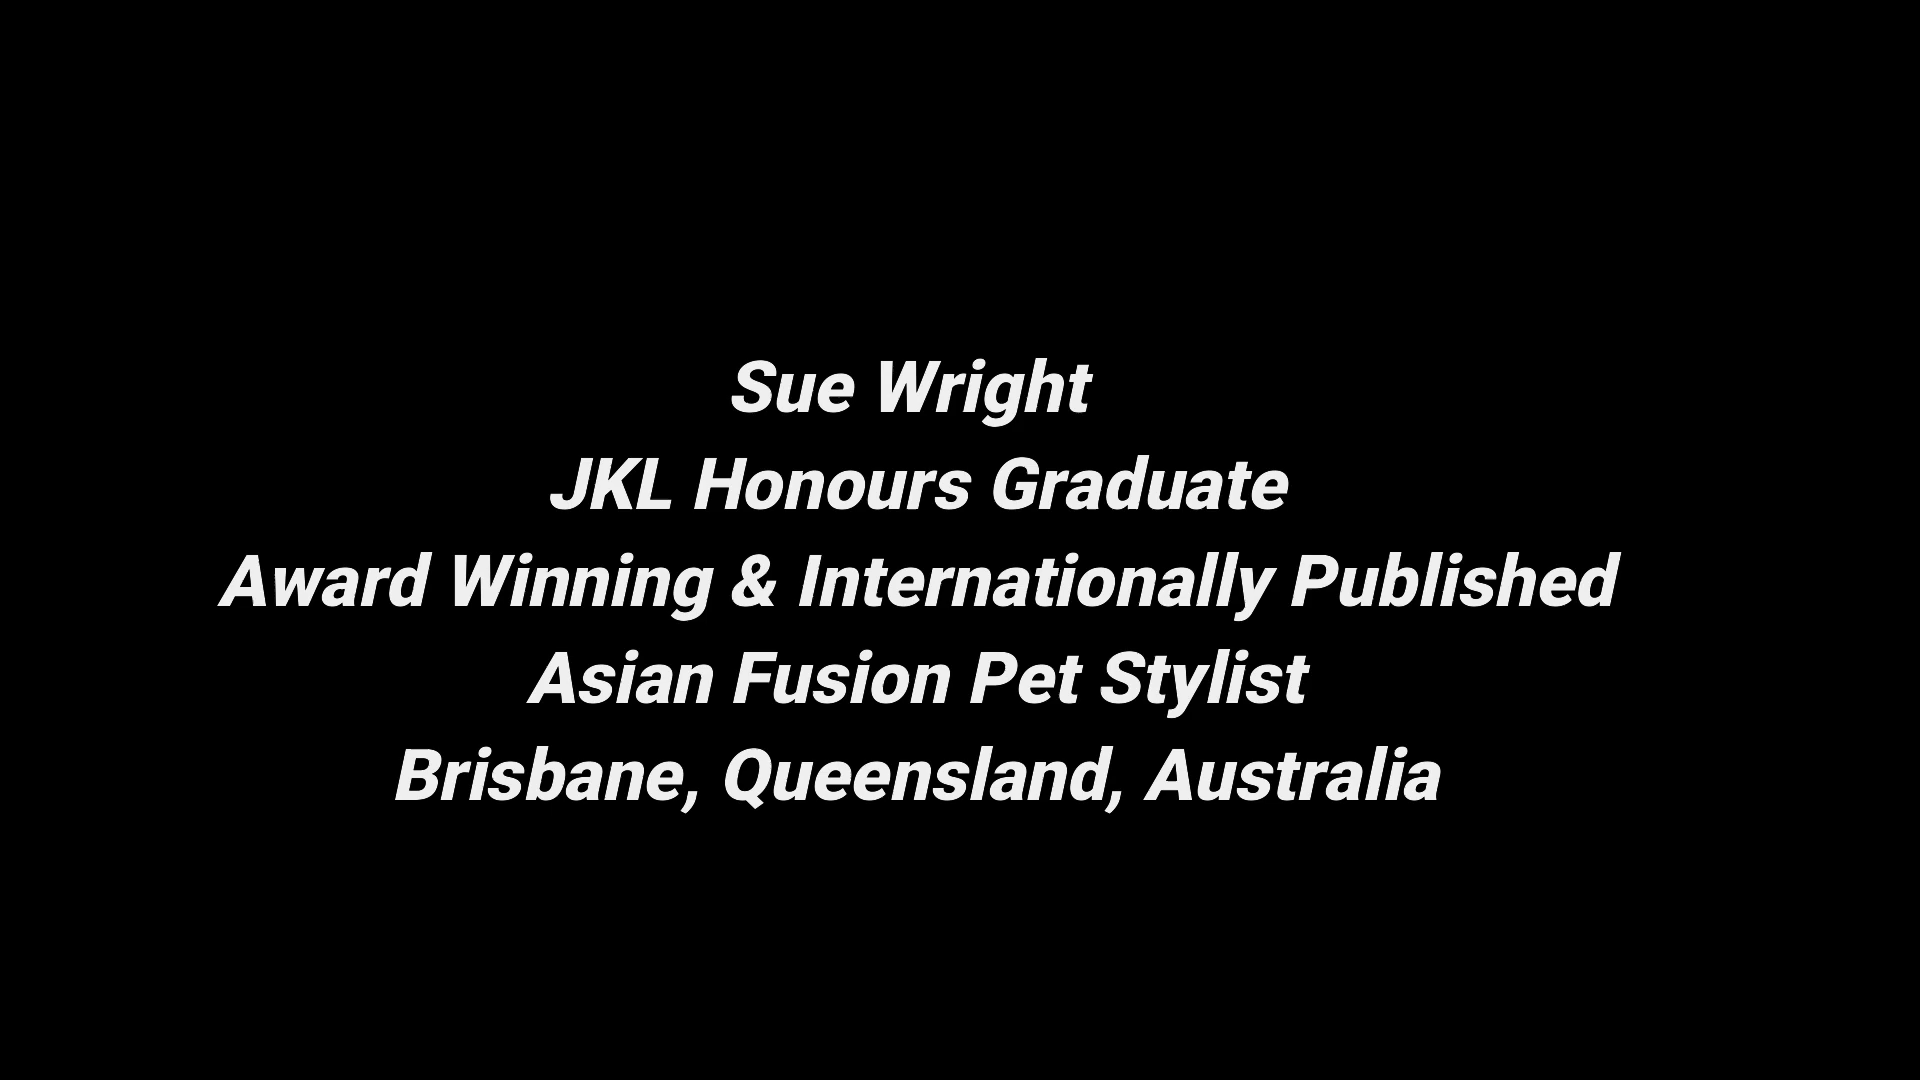 Sue Wright
JKL Honours Graduate
Award Winning & Internationally Published
Asian Fusion Pet Stylist
Brisbane, Queensland, Australia